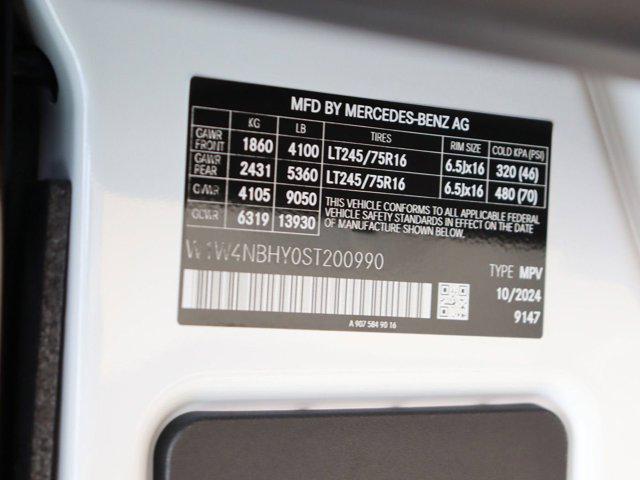 MFD BY MERCEDES-BENZ AG
KG LB TIRES RIM SIZE COLD KPA (PSI)
GAWR FRONT 1860 4100 LT245/75R16 6.5Jx16 320 (46)
GAWR REAR 2431 5360 LT245/75R16 6.5Jx16 480 (70)
GVWR 4105 9050
GCWR 6319 13930
THIS VEHICLE CONFORMS TO ALL APPLICABLE FEDERAL MOTOR
VEHICLE SAFETY STANDARDS IN EFFECT ON THE DATE
OF MANUFACTURE SHOWN BELOW.
W1W4NBHY0ST200990
TYPE MPV
10/2024
9147
A 907 584 90 16